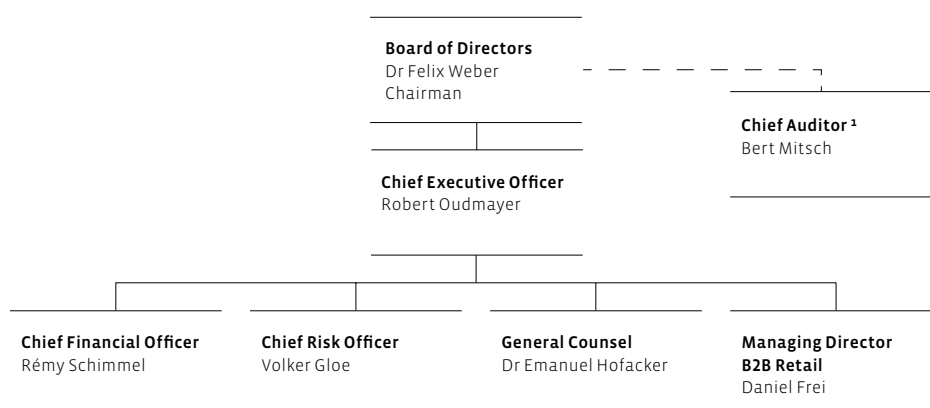 Board of Directors
Dr Felix Weber
Chairman
Chief Auditor ¹
Bert Mitsch
Chief Executive Officer
Robert Oudmayer
Chief Financial Officer
Rémy Schimmel
Chief Risk Officer
Volker Gloe
General Counsel
Dr Emanuel Hofacker
Managing Director
B2B Retail
Daniel Frei